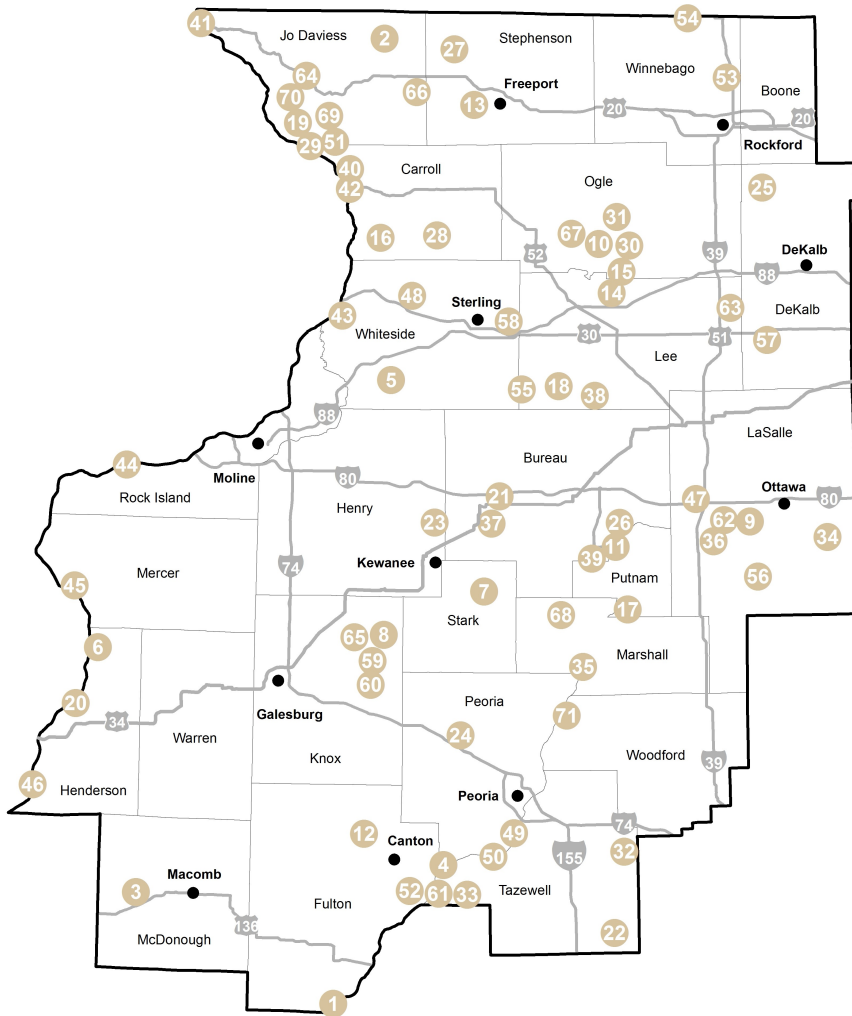 54
41
Jo Daviess
2
27
Stephenson
Winnebago
64
53
Freeport
Boone
66
70
13
20
69
19
20
51
29
Rockford
40
Carroll
42
Ogle
25
31
67
10
30
16
28
52
39
DeKalb
15
88
14
48
Sterling
63
43
58
DeKalb
Whiteside
30
51
57
Lee
5
55
18
38
88
LaSalle
44
Moline
Bureau
80
Rock Island
Ottawa
21
47
80
Henry
23
37
26
62
9
36
34
11
39
Kewanee
74
Mercer
56
Putnam
45
7
Stark
68
17
65
8
6
59
Marshall
35
60
20
Galesburg
Peoria
71
34
Warren
24
Woodford
Knox
39
46
Henderson
Peoria
12
49
74
Canton
155
32
50
4
Macomb
3
52
61
33
Tazewell
Fulton
136
22
McDonough
1